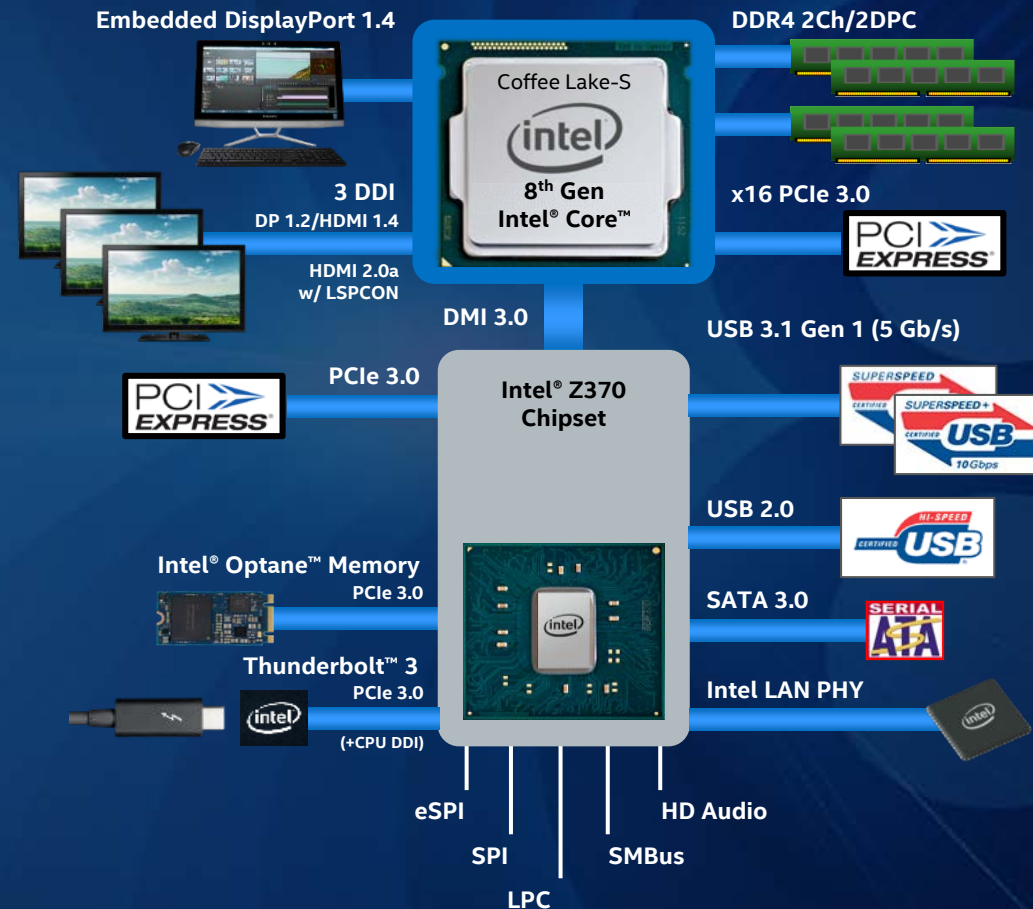 Embedded DisplayPort 1.4
DDR4 2Ch/2DPC
Coffee Lake-S
intel
8th Gen
Intel® Core™
3 DDI
DP 1.2/HDMI 1.4
HDMI 2.0a
w/ LSPCON
x16 PCIe 3.0
PCI
EXPRESS®
DMI 3.0
USB 3.1 Gen 1 (5 Gb/s)
PCIe 3.0
PCI
EXPRESS®
Intel® Z370
Chipset
SUPERSPEED
CERTIFIED
SUPERSPEED+
CERTIFIED USB
10Gbps
USB 2.0
HI-SPEED
CERTIFIED USB
Intel® Optane™ Memory
PCIe 3.0
SATA 3.0
SERIAL
ATA
intel
Thunderbolt™ 3
PCIe 3.0
(+CPU DDI)
intel
Intel LAN PHY
intel
eSPI
HD Audio
SPI
SMBus
LPC